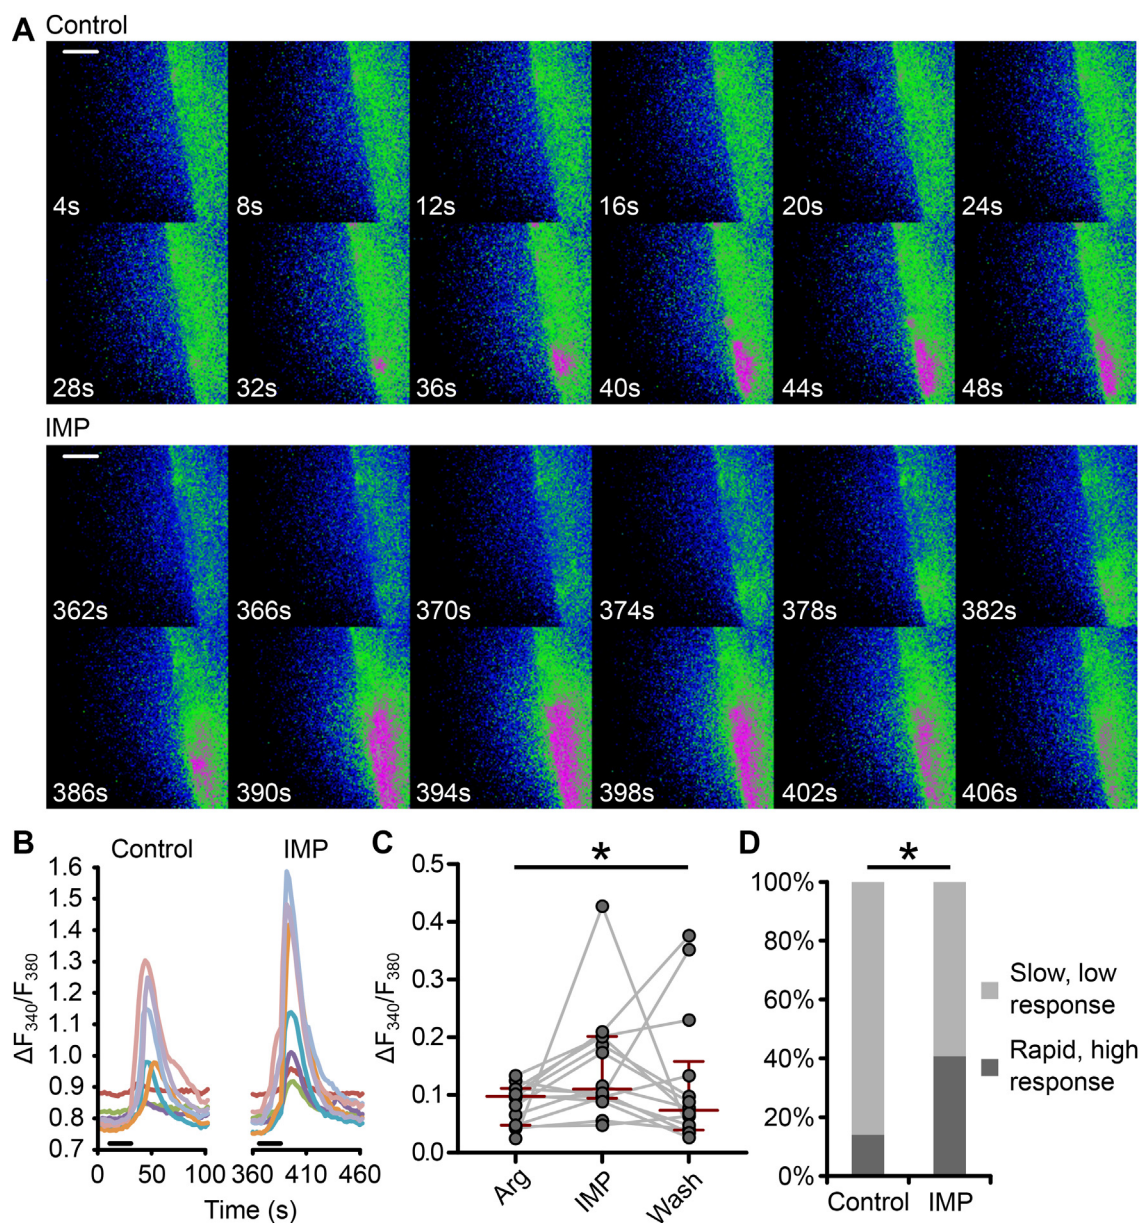 A
Control
4s 8s 12s 16s 20s 24s
28s 32s 36s 40s 44s 48s
IMP
362s 366s 370s 374s 378s 382s
386s 390s 394s 398s 402s 406s
B
Control IMP
ΔF340/F380
1.6
1.5
1.4
1.3
1.2
1.1
1.0
0.9
0.8
0.7
0 50 100 360 410 460
Time (s)
C
*
ΔF340/F380
0.5
0.4
0.3
0.2
0.1
0.0
Arg IMP Wash
D
*
100%
80%
60%
40%
20%
0%
Control IMP
Slow, low
response
Rapid, high
response